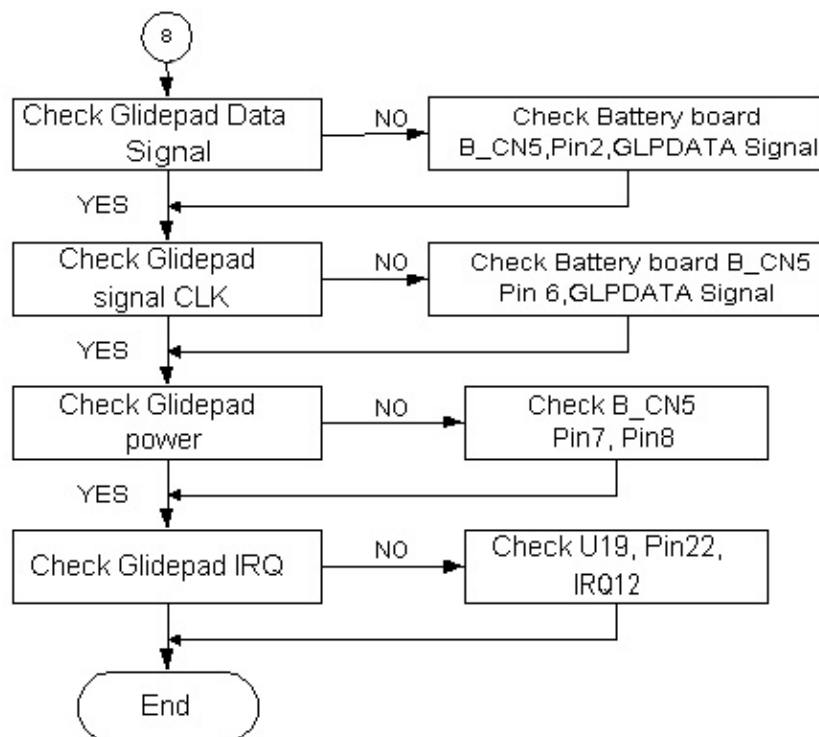 8
Check Glidepad Data
Signal
NO
Check Battery board
B_CN5,Pin2,GLPDATA Signal
YES
Check Glidepad
signal CLK
NO
Check Battery board B_CN5
Pin 6,GLPDATA Signal
YES
Check Glidepad
power
NO
Check B_CN5
Pin7, Pin8
YES
Check Glidepad IRQ
NO
Check U19, Pin22,
IRQ12
End